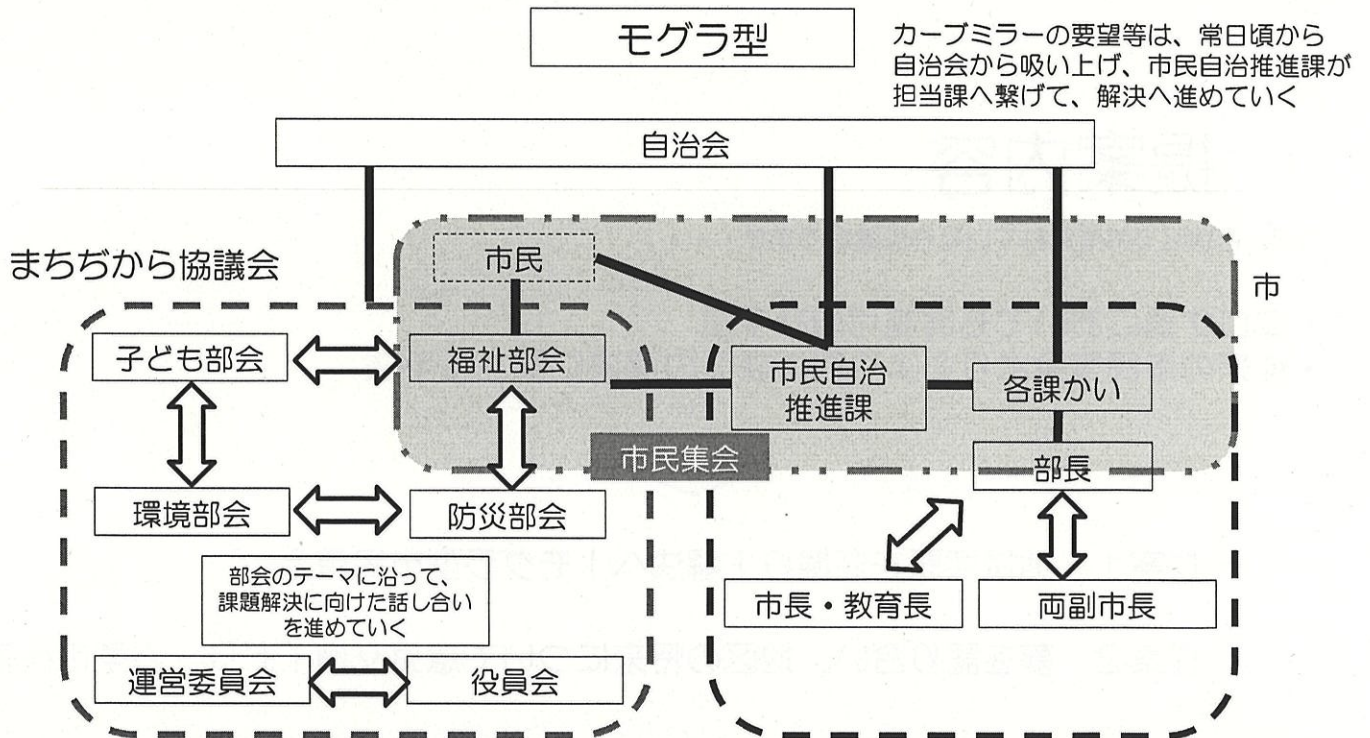 モグラ型
カーブミラーの要望等は、常日頃から
自治会から吸い上げ、市民自治推進課が
担当課へ繋げて、解決へ進めていく
自治会
まちぢから協議会
市民
市
子ども部会
福祉部会
市民自治
推進課
各課かい
市民集会
部長
環境部会
防災部会
部会のテーマに沿って、
課題解決に向けた話し合い
を進めていく
市長・教育長
両副市長
運営委員会
役員会